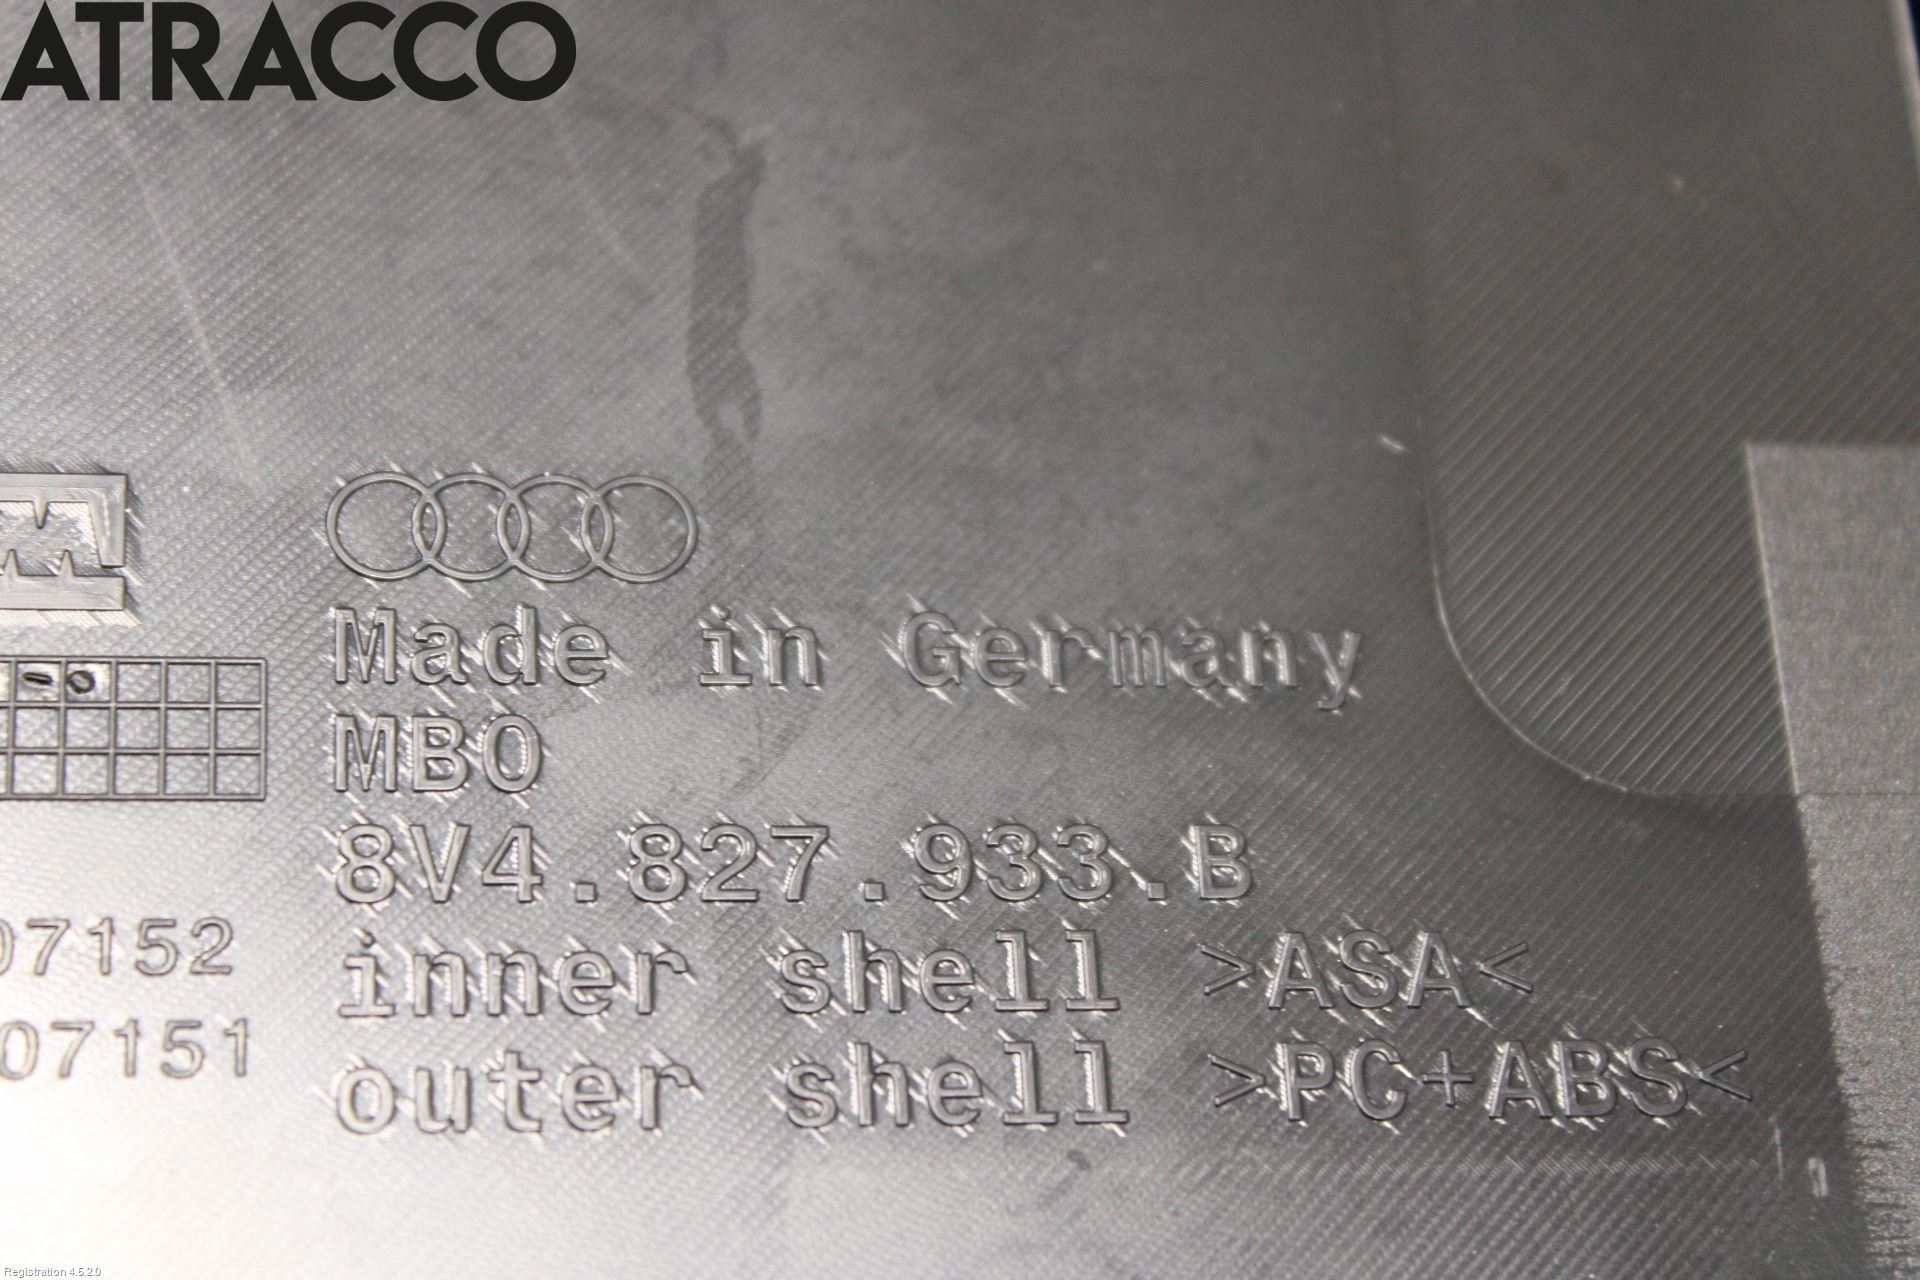 ATRACCO
Made in Germany
MBO
8V4.827.933.B
07152
inner shell >ASA<
07151
outer shell >PC+ABS<
Registration 4.5.2.0